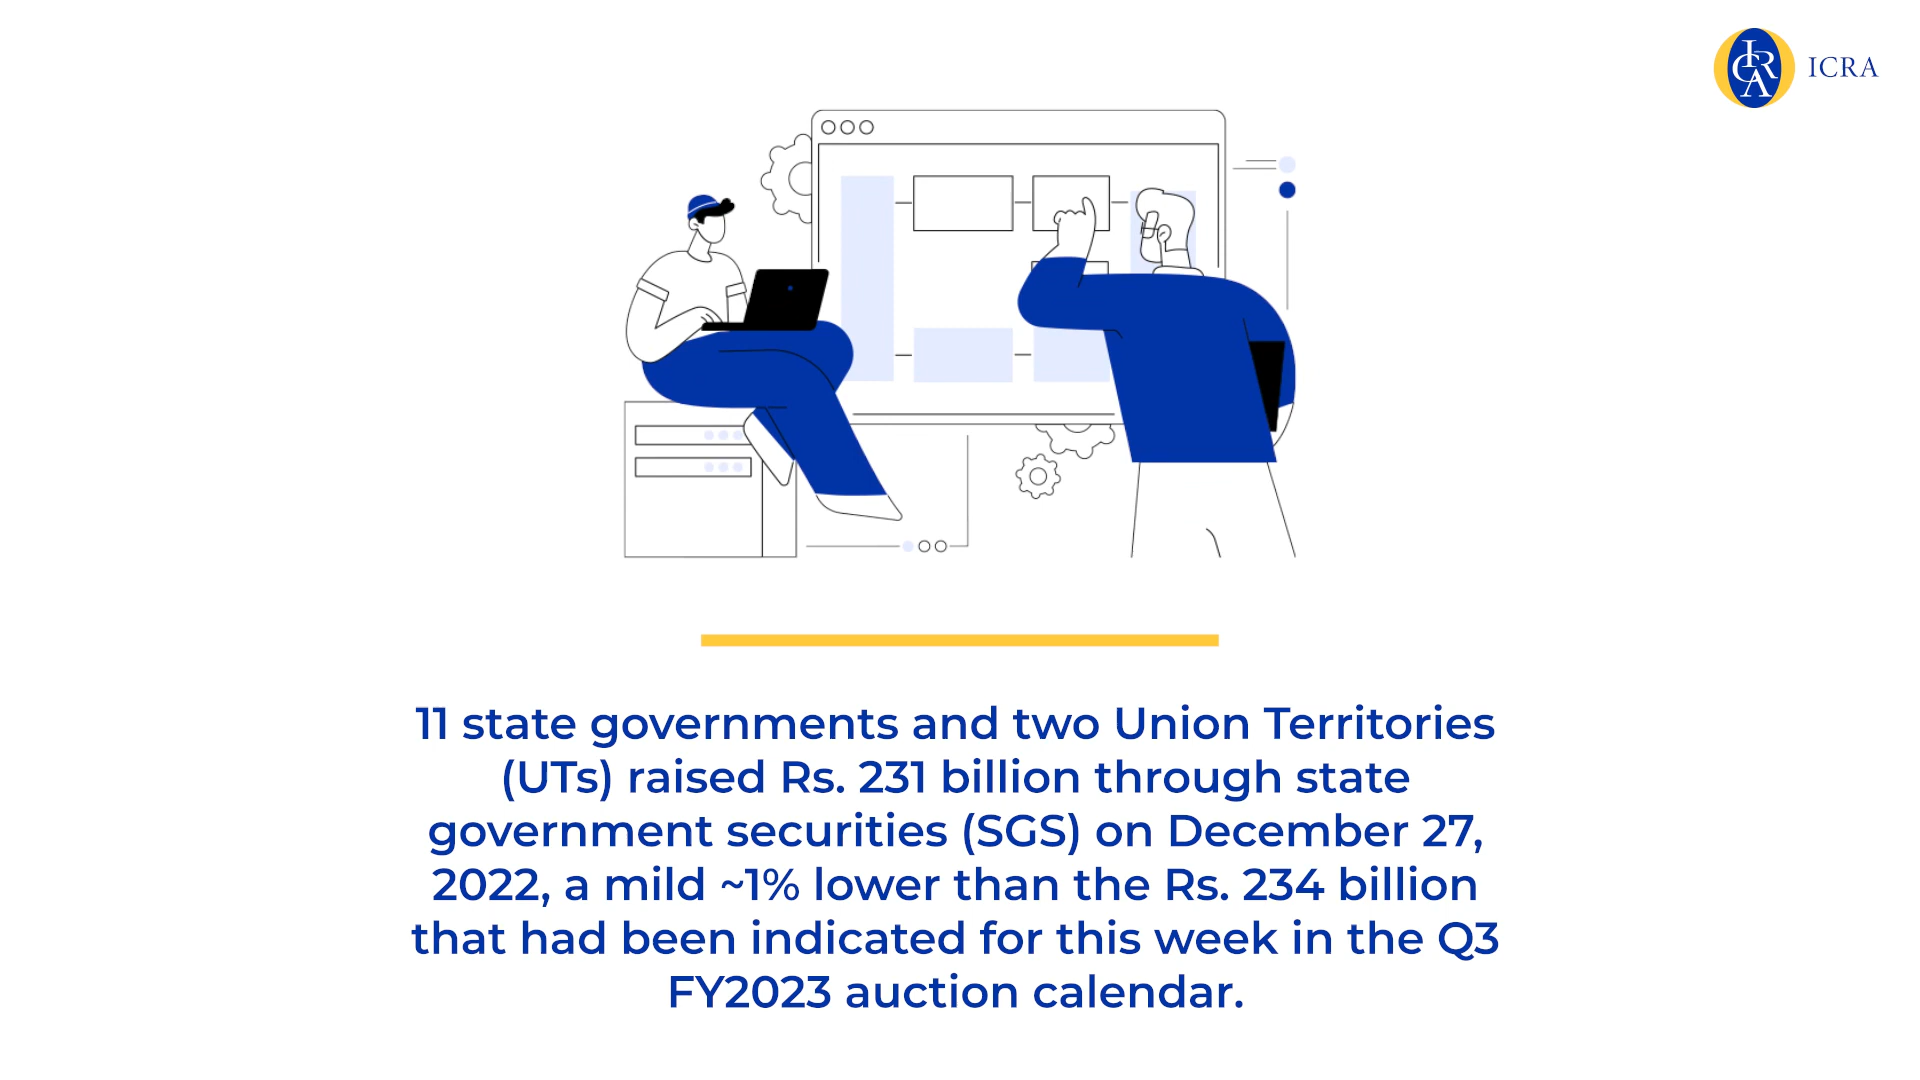 ICRA
ICRA
11 state governments and two Union Territories
(UTs) raised Rs. 231 billion through state
government securities (SGS) on December 27,
2022, a mild ~1% lower than the Rs. 234 billion
that had been indicated for this week in the Q3
FY2023 auction calendar.